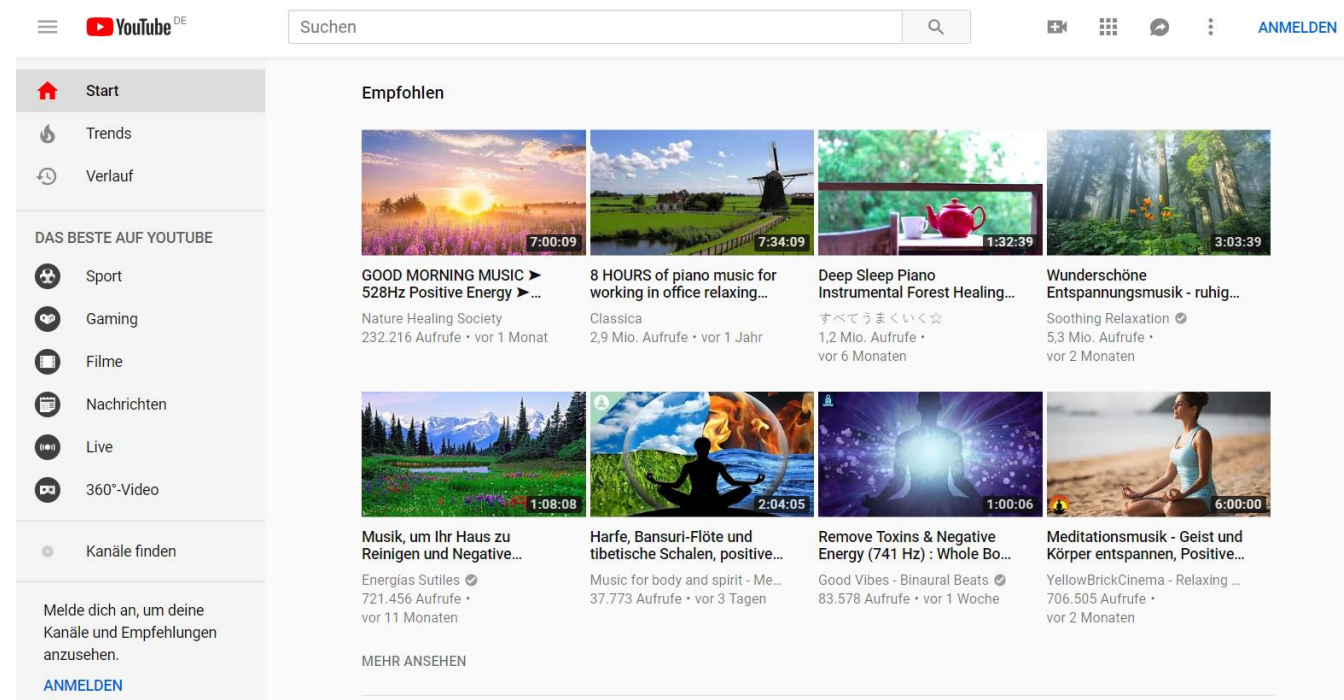 YouTube DE
Suchen
ANMELDEN
Start
Trends
Verlauf
DAS BESTE AUF YOUTUBE
Sport
Gaming
Filme
Nachrichten
Live
360°-Video
Kanäle finden
Melde dich an, um deine
Kanäle und Empfehlungen
anzusehen.
ANMELDEN
Empfohlen
7:00:09
GOOD MORNING MUSIC ➤
528Hz Positive Energy ➤...
Nature Healing Society
232.216 Aufrufe • vor 1 Monat
7:34:09
8 HOURS of piano music for
working in office relaxing...
Classica
2,9 Mio. Aufrufe • vor 1 Jahr
1:32:39
Deep Sleep Piano
Instrumental Forest Healing...
すべてうまくいく☆
1,2 Mio. Aufrufe •
vor 6 Monaten
3:03:39
Wunderschöne
Entspannungsmusik - ruhig...
Soothing Relaxation
5,3 Mio. Aufrufe •
vor 2 Monaten
1:08:08
Musik, um Ihr Haus zu
Reinigen und Negative...
Energías Sutiles
721.456 Aufrufe •
vor 11 Monaten
2:04:05
Harfe, Bansuri-Flöte und
tibetische Schalen, positive...
Music for body and spirit - Me...
37.773 Aufrufe • vor 3 Tagen
1:00:06
Remove Toxins & Negative
Energy (741 Hz) : Whole Bo...
Good Vibes - Binaural Beats
83.578 Aufrufe • vor 1 Woche
6:00:00
Meditationsmusik - Geist und
Körper entspannen, Positive...
YellowBrickCinema - Relaxing ...
706.505 Aufrufe •
vor 2 Monaten
MEHR ANSEHEN